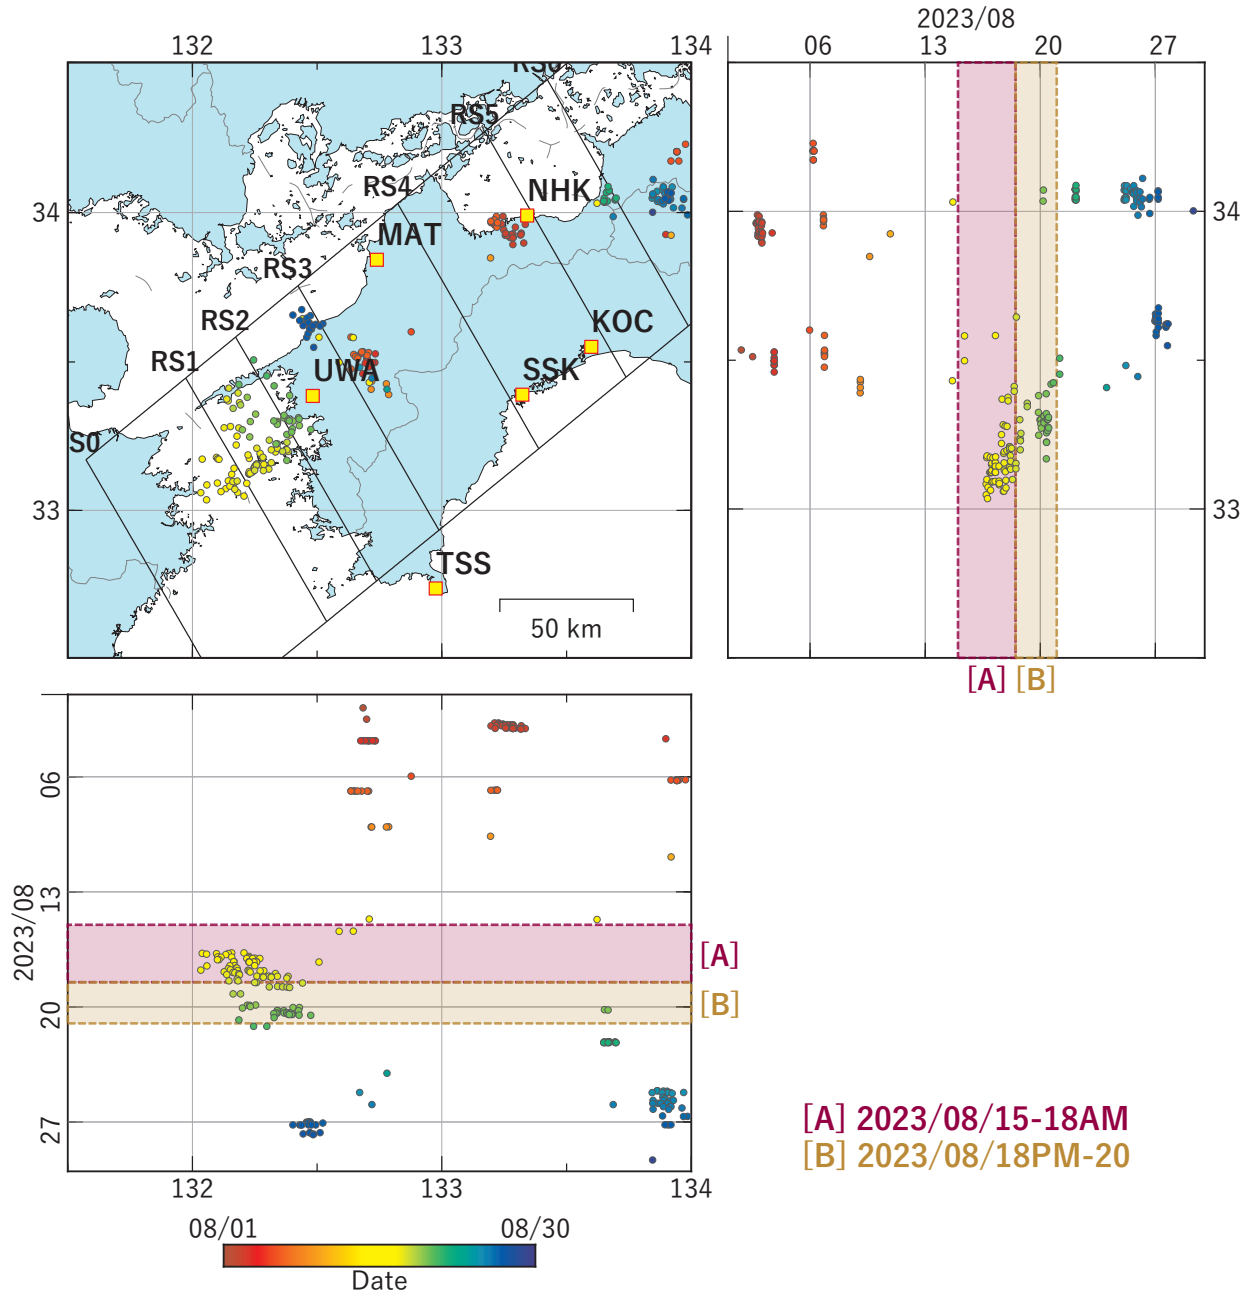 2023/08
132 133 134
06 13 20 27
RS5
NHK
RS4
34
34
MAT
RS3
RS2
KOC
RS1
UWA
SSK
S0
33
33
TSS
50 km
[A] [B]
06
13
20
27
2023/08
[A]
[B]
132 133 134
[A] 2023/08/15-18AM
[B] 2023/08/18PM-20
08/01 08/30
Date